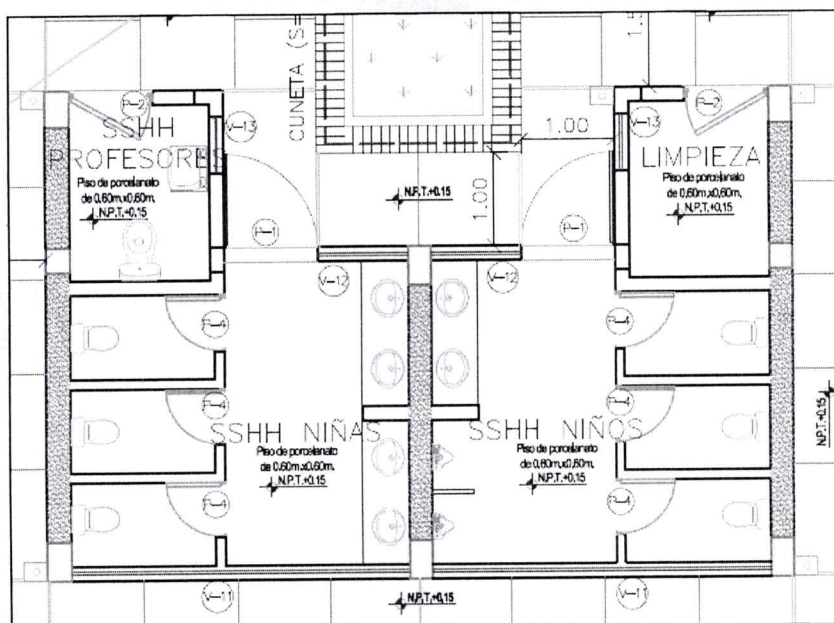 CUNETA (S=
1.5
P-2
P-2
SSHH
PROFESORES
Piso de porcelanato
de 0.60m.x0.60m.
N.P.T.+0.15
V-13
1.00
V-13
LIMPIEZA
Piso de porcelanato
de 0.60m.x0.60m.
N.P.T.+0.15
N.P.T.+0.15
1.00
P-1
P-1
V-12
V-12
P-4
P-4
P-4
P-4
SSHH NIÑAS
Piso de porcelanato
de 0.60m.x0.60m.
N.P.T.+0.15
SSHH NIÑOS
Piso de porcelanato
de 0.60m.x0.60m.
N.P.T.+0.15
N.P.T.+0.15
P-4
P-4
V-11
N.P.T.+0.15
V-11